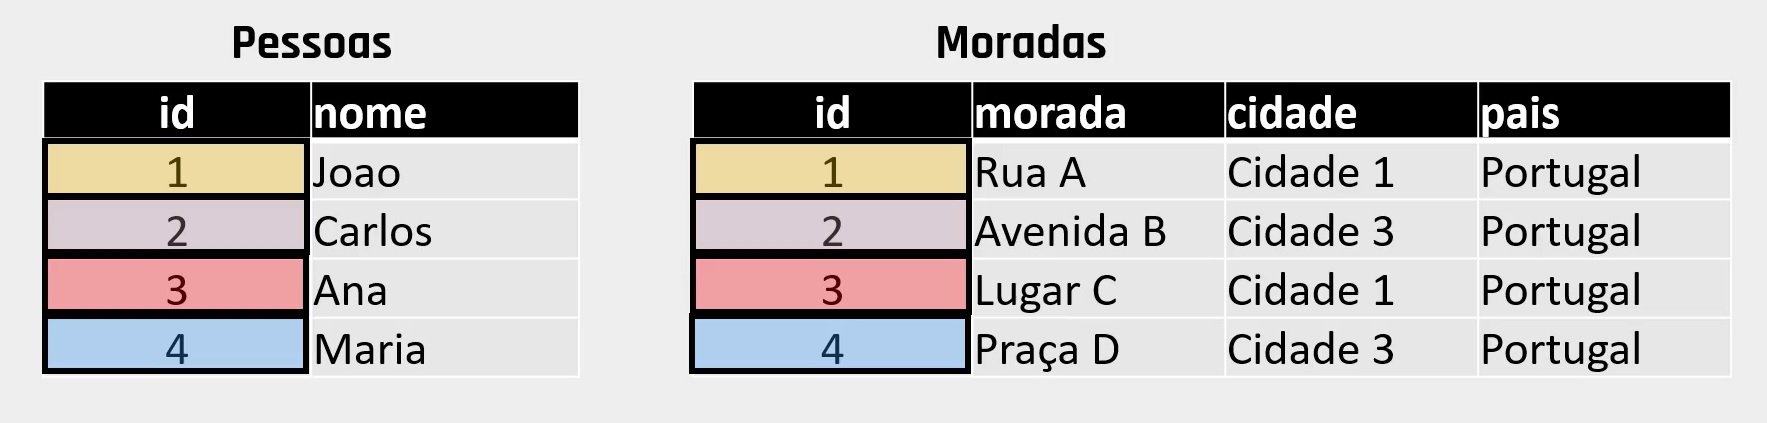 Pessoas
id nome
1 Joao
2 Carlos
3 Ana
4 Maria
Moradas
id morada cidade pais
1 Rua A Cidade 1 Portugal
2 Avenida B Cidade 3 Portugal
3 Lugar C Cidade 1 Portugal
4 Praça D Cidade 3 Portugal